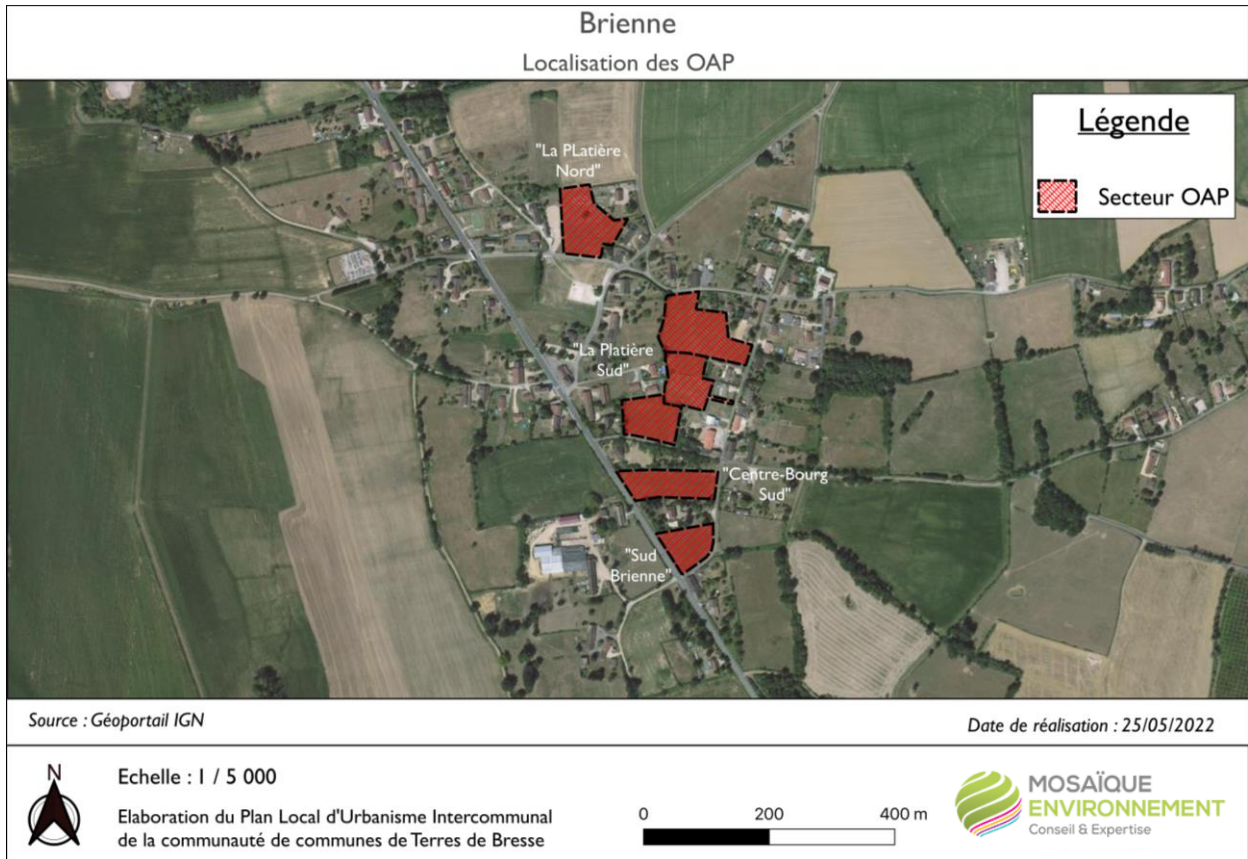 Brienne
Localisation des OAP
Légende
Secteur OAP
"La PLatière
Nord"
"La Platière
Sud"
"Centre-Bourg
Sud"
"Sud
Brienne"
Source : Géoportail IGN
Date de réalisation : 25/05/2022
N
Echelle : 1 / 5 000
Elaboration du Plan Local d'Urbanisme Intercommunal
de la communauté de communes de Terres de Bresse
0 200 400 m
MOSAÏQUE
ENVIRONNEMENT
Conseil & Expertise